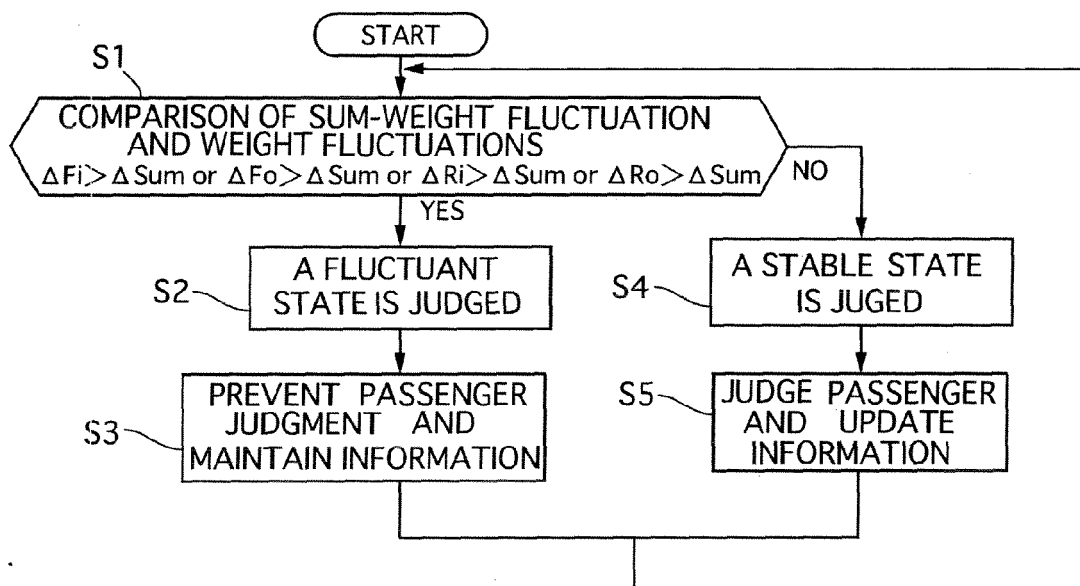 START
S1
COMPARISON OF SUM-WEIGHT FLUCTUATION
AND WEIGHT FLUCTUATIONS
ΔFi>ΔSum or ΔFo>ΔSum or ΔRi>ΔSum or ΔRo>ΔSum
NO
YES
S2
A FLUCTUANT
STATE IS JUDGED
S4
A STABLE STATE
IS JUGED
S3
PREVENT PASSENGER
JUDGMENT AND
MAINTAIN INFORMATION
S5
JUDGE PASSENGER
AND UPDATE
INFORMATION